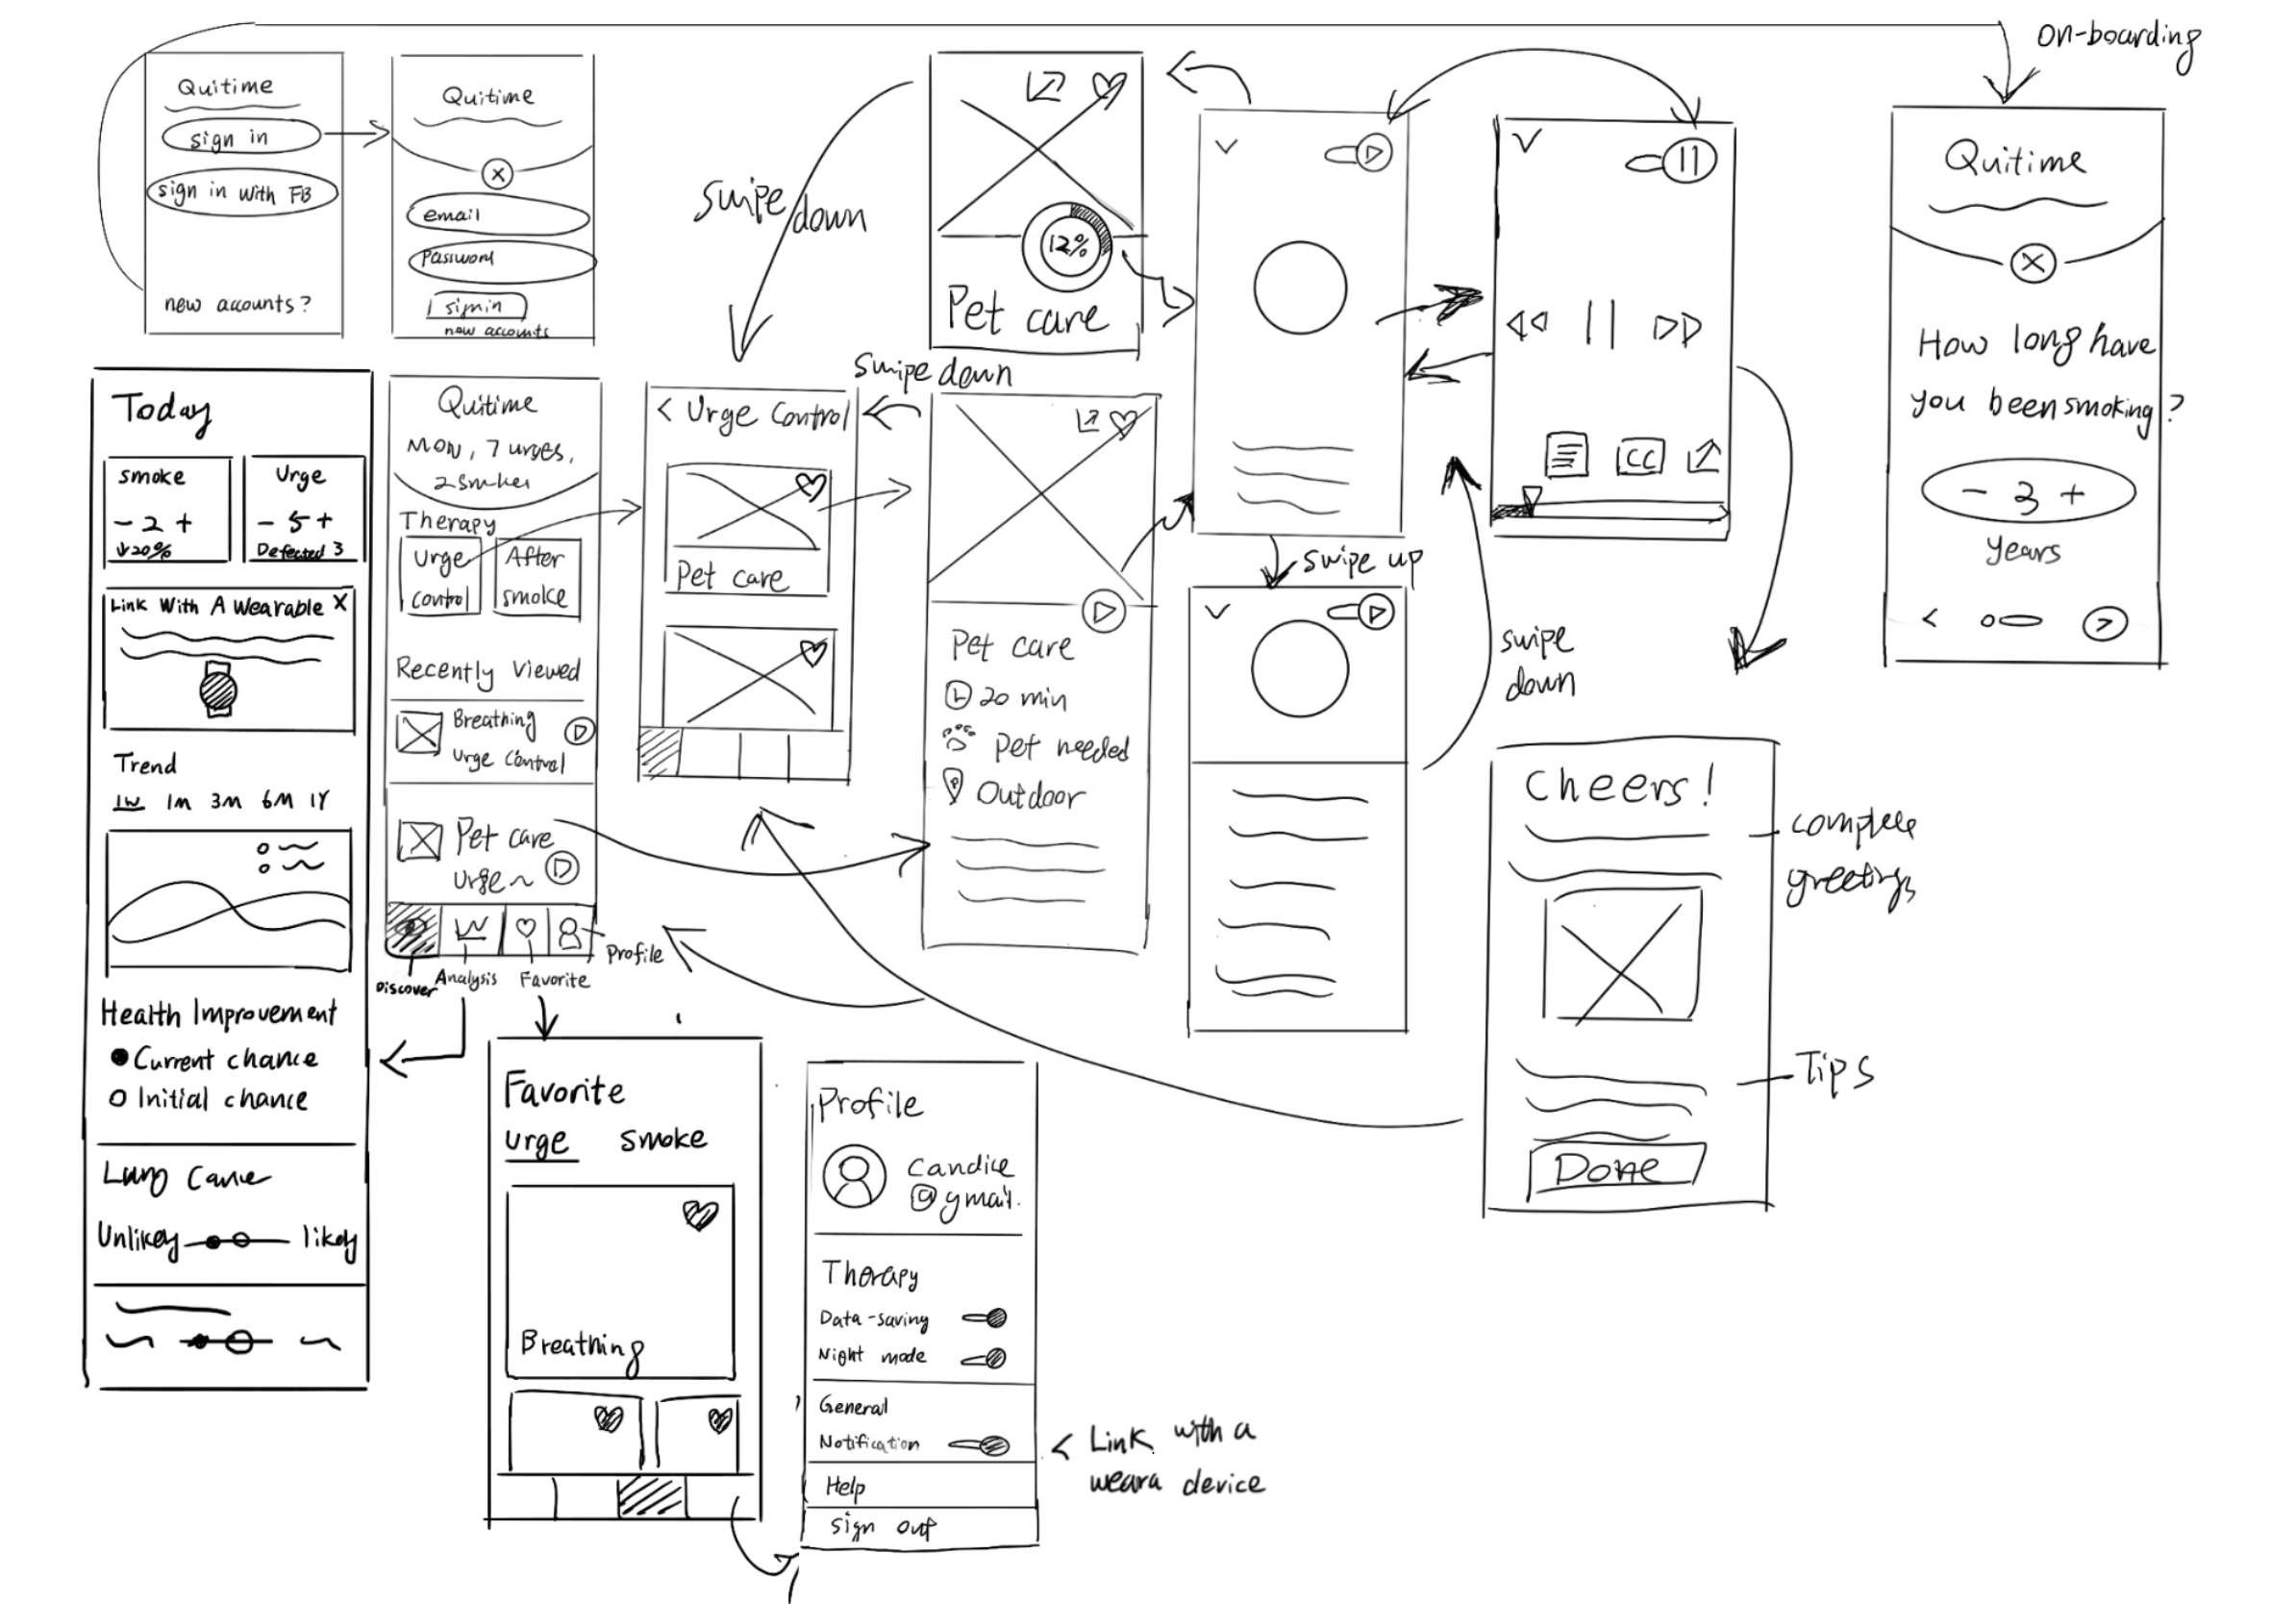 On-boarding
Quitime
sign in
sign in with FB
new accounts?
Quitime
email
Password
new accounts
swipe
down
12%
Pet care
Quitime
How long have
you been smoking?
- 3 +
years
<
>
Today
smoke
- 2 +
↓20%
Urge
- 5 +
Link With A Wearable X
Trend
1W 1M 3M 6M 1Y
Health Improvement
Current chance
Initial chance
Lung
Unlikely
likely
Quitime
MON, 7 urges,
Therapy
Urge
control
After
smoke
Recently Viewed
Breathing
Urge Control
Pet care
urge
Discover
Analysis
Favorite
Profile
swipe down
< Urge Control
Pet care
Pet care
20 min
Pet needed
Outdoor
swipe up
swipe
down
CC
Cheers!
complete
greetings
Tips
Done
Favorite
urge smoke
Breathing
Profile
Candice
@gmail.
Therapy
Data-saving
Night mode
General
Notification
Help
Sign out
< Link with a
weara device